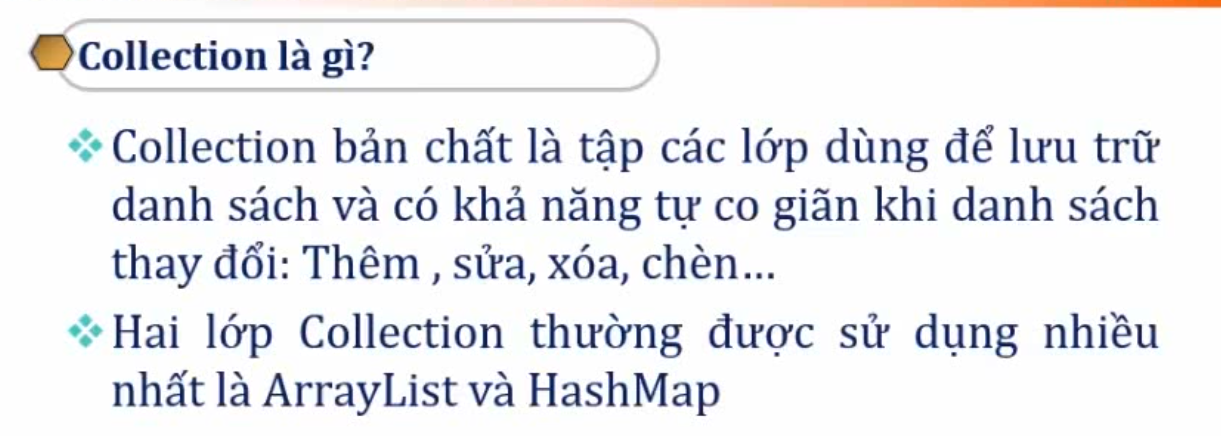 Collection là gì?
Collection bản chất là tập các lớp dùng để lưu trữ
danh sách và có khả năng tự co giãn khi danh sách
thay đổi: Thêm , sửa, xóa, chèn...
Hai lớp Collection thường được sử dụng nhiều
nhất là ArrayList và HashMap